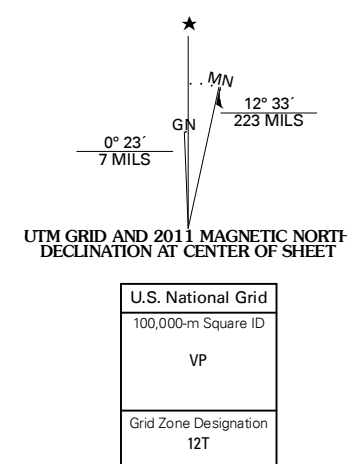 MN
12° 33´
223 MILS
GN
0° 23´
7 MILS
UTM GRID AND 2011 MAGNETIC NORTH
DECLINATION AT CENTER OF SHEET
U.S. National Grid
100,000-m Square ID
VP
Grid Zone Designation
12T